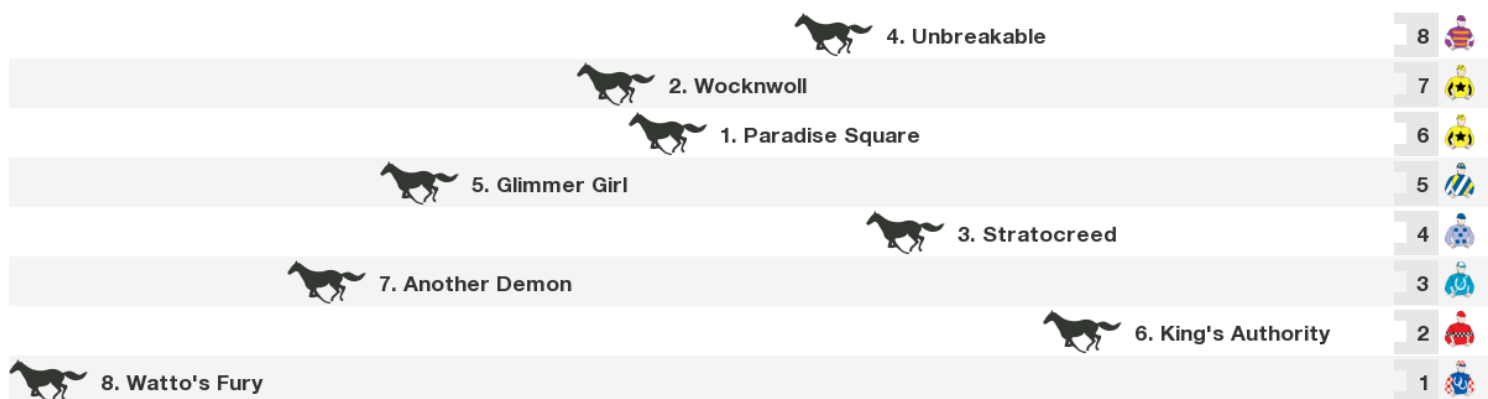 4. Unbreakable 8
2. Wocknwoll 7
1. Paradise Square 6
5. Glimmer Girl 5
3. Stratocreed 4
7. Another Demon 3
6. King's Authority 2
8. Watto's Fury 1